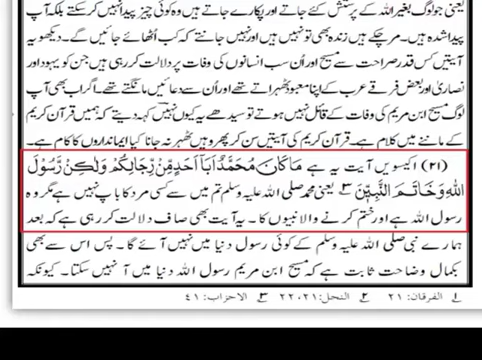 یعنی جو لوگ بغیر اللہ کے پرستش کئے جاتے اور پکارے جاتے ہیں وہ کوئی چیز پیدا نہیں کر سکتے بلکہ آپ
پیدا شدہ ہیں۔ مر چکے ہیں زندہ بھی تو نہیں ہیں اور نہیں جانتے کہ کب اُٹھائے جائیں گے۔ دیکھو یہ
آیتیں کس قدر صراحت سے مسیح اور اُن سب انسانوں کی وفات پر دلالت کر رہی ہیں جن کو یہود اور
نصاریٰ اور بعض فرقے عرب کے اپنا معبود ٹھہراتے تھے اور اُن سے دعائیں مانگتے تھے۔ اگر اب بھی آپ
لوگ مسیح ابن مریم کی وفات کے قائل نہیں ہوتے تو سیدھے یہ کیوں نہیں کہہ دیتے کہ ہمیں قرآن کریم
کے ماننے میں کلام ہے۔ قرآن کریم کی آیتیں سن کر پھر وہیں ٹھہر نہ جانا کیا ایمانداروں کا کام ہے۔
(۲۱) اکیسویں آیت یہ ہے مَا كَانَ مُحَمَّدٌ اَبَآ اَحَدٍ مِّنْ رِّجَالِكُمْ وَلٰكِنْ رَّسُوْلَ
اللّٰهِ وَخَاتَمَ النَّبِيّٖنَ ۳؎ یعنی محمد صلی اللہ علیہ وسلم تم میں سے کسی مرد کا باپ نہیں ہے مگر وہ
رسول اللہ ہے اور ختم کرنے والا نبیوں کا۔ یہ آیت بھی صاف دلالت کر رہی ہے کہ بعد
ہمارے نبی صلی اللہ علیہ وسلم کے کوئی رسول دنیا میں نہیں آئے گا۔ پس اس سے بھی
بکمال وضاحت ثابت ہے کہ مسیح ابن مریم رسول اللہ دنیا میں آ نہیں سکتا۔ کیونکہ
۱؎ الفرقان: ۲۱ ۲؎ النحل: ۲۱،۲۲ ۳؎ الاحزاب: ۴۱